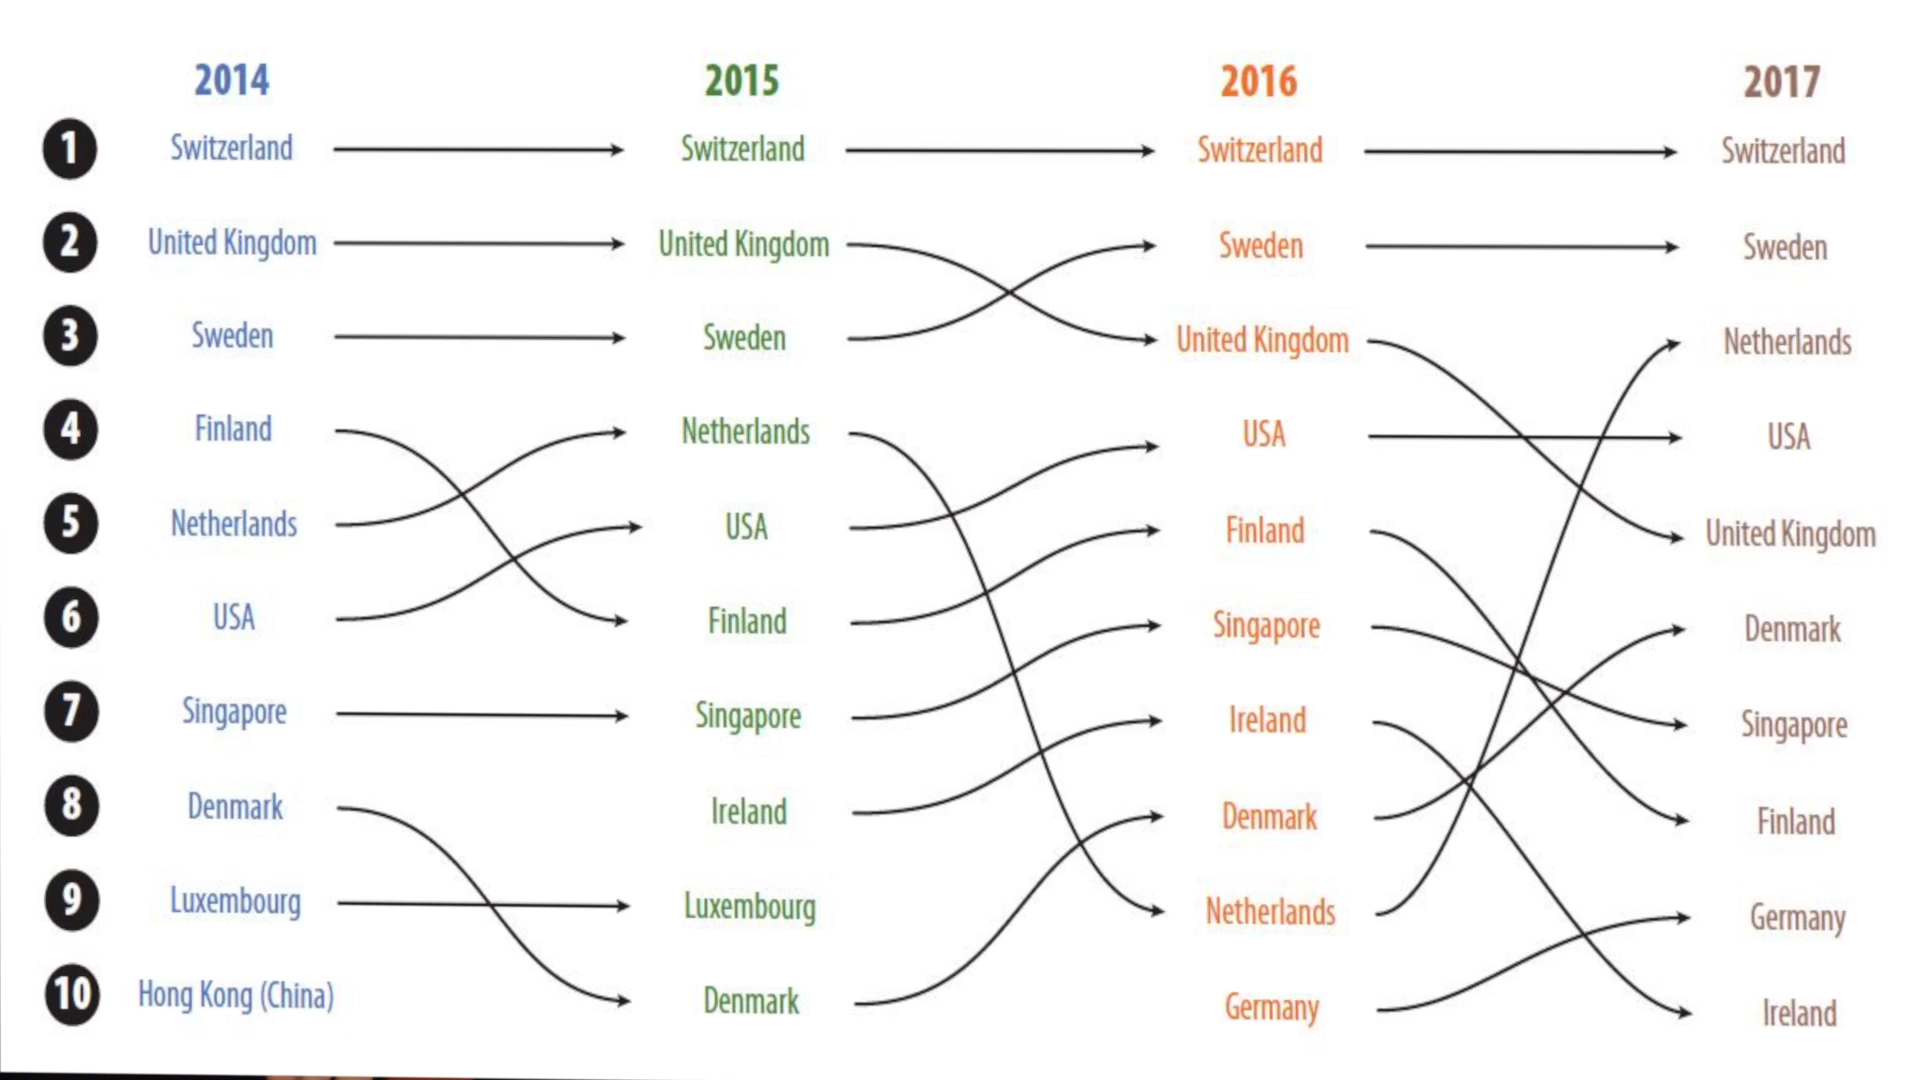 2014 2015 2016 2017
1 Switzerland Switzerland Switzerland Switzerland
2 United Kingdom United Kingdom Sweden Sweden
3 Sweden Sweden United Kingdom Netherlands
4 Finland Netherlands USA USA
5 Netherlands USA Finland United Kingdom
6 USA Finland Singapore Denmark
7 Singapore Singapore Ireland Singapore
8 Denmark Ireland Denmark Finland
9 Luxembourg Luxembourg Netherlands Germany
10 Hong Kong (China) Denmark Germany Ireland